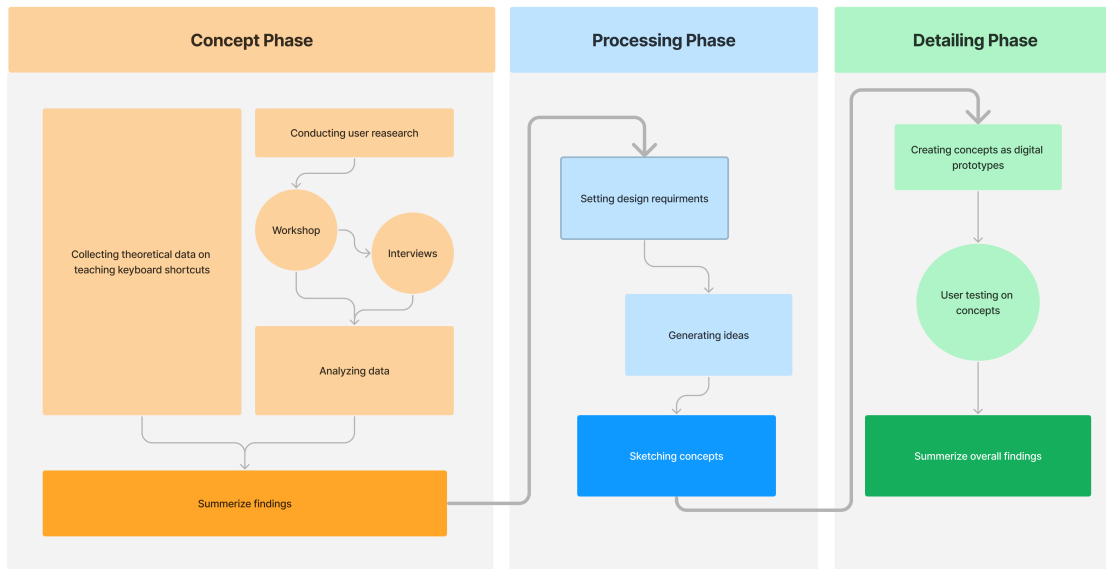 Concept Phase
Collecting theoretical data on
teaching keyboard shortcuts
Conducting user reasearch
Workshop
Interviews
Analyzing data
Summerize findings
Processing Phase
Setting design requirments
Generating ideas
Sketching concepts
Detailing Phase
Creating concepts as digital
prototypes
User testing on
concepts
Summerize overall findings